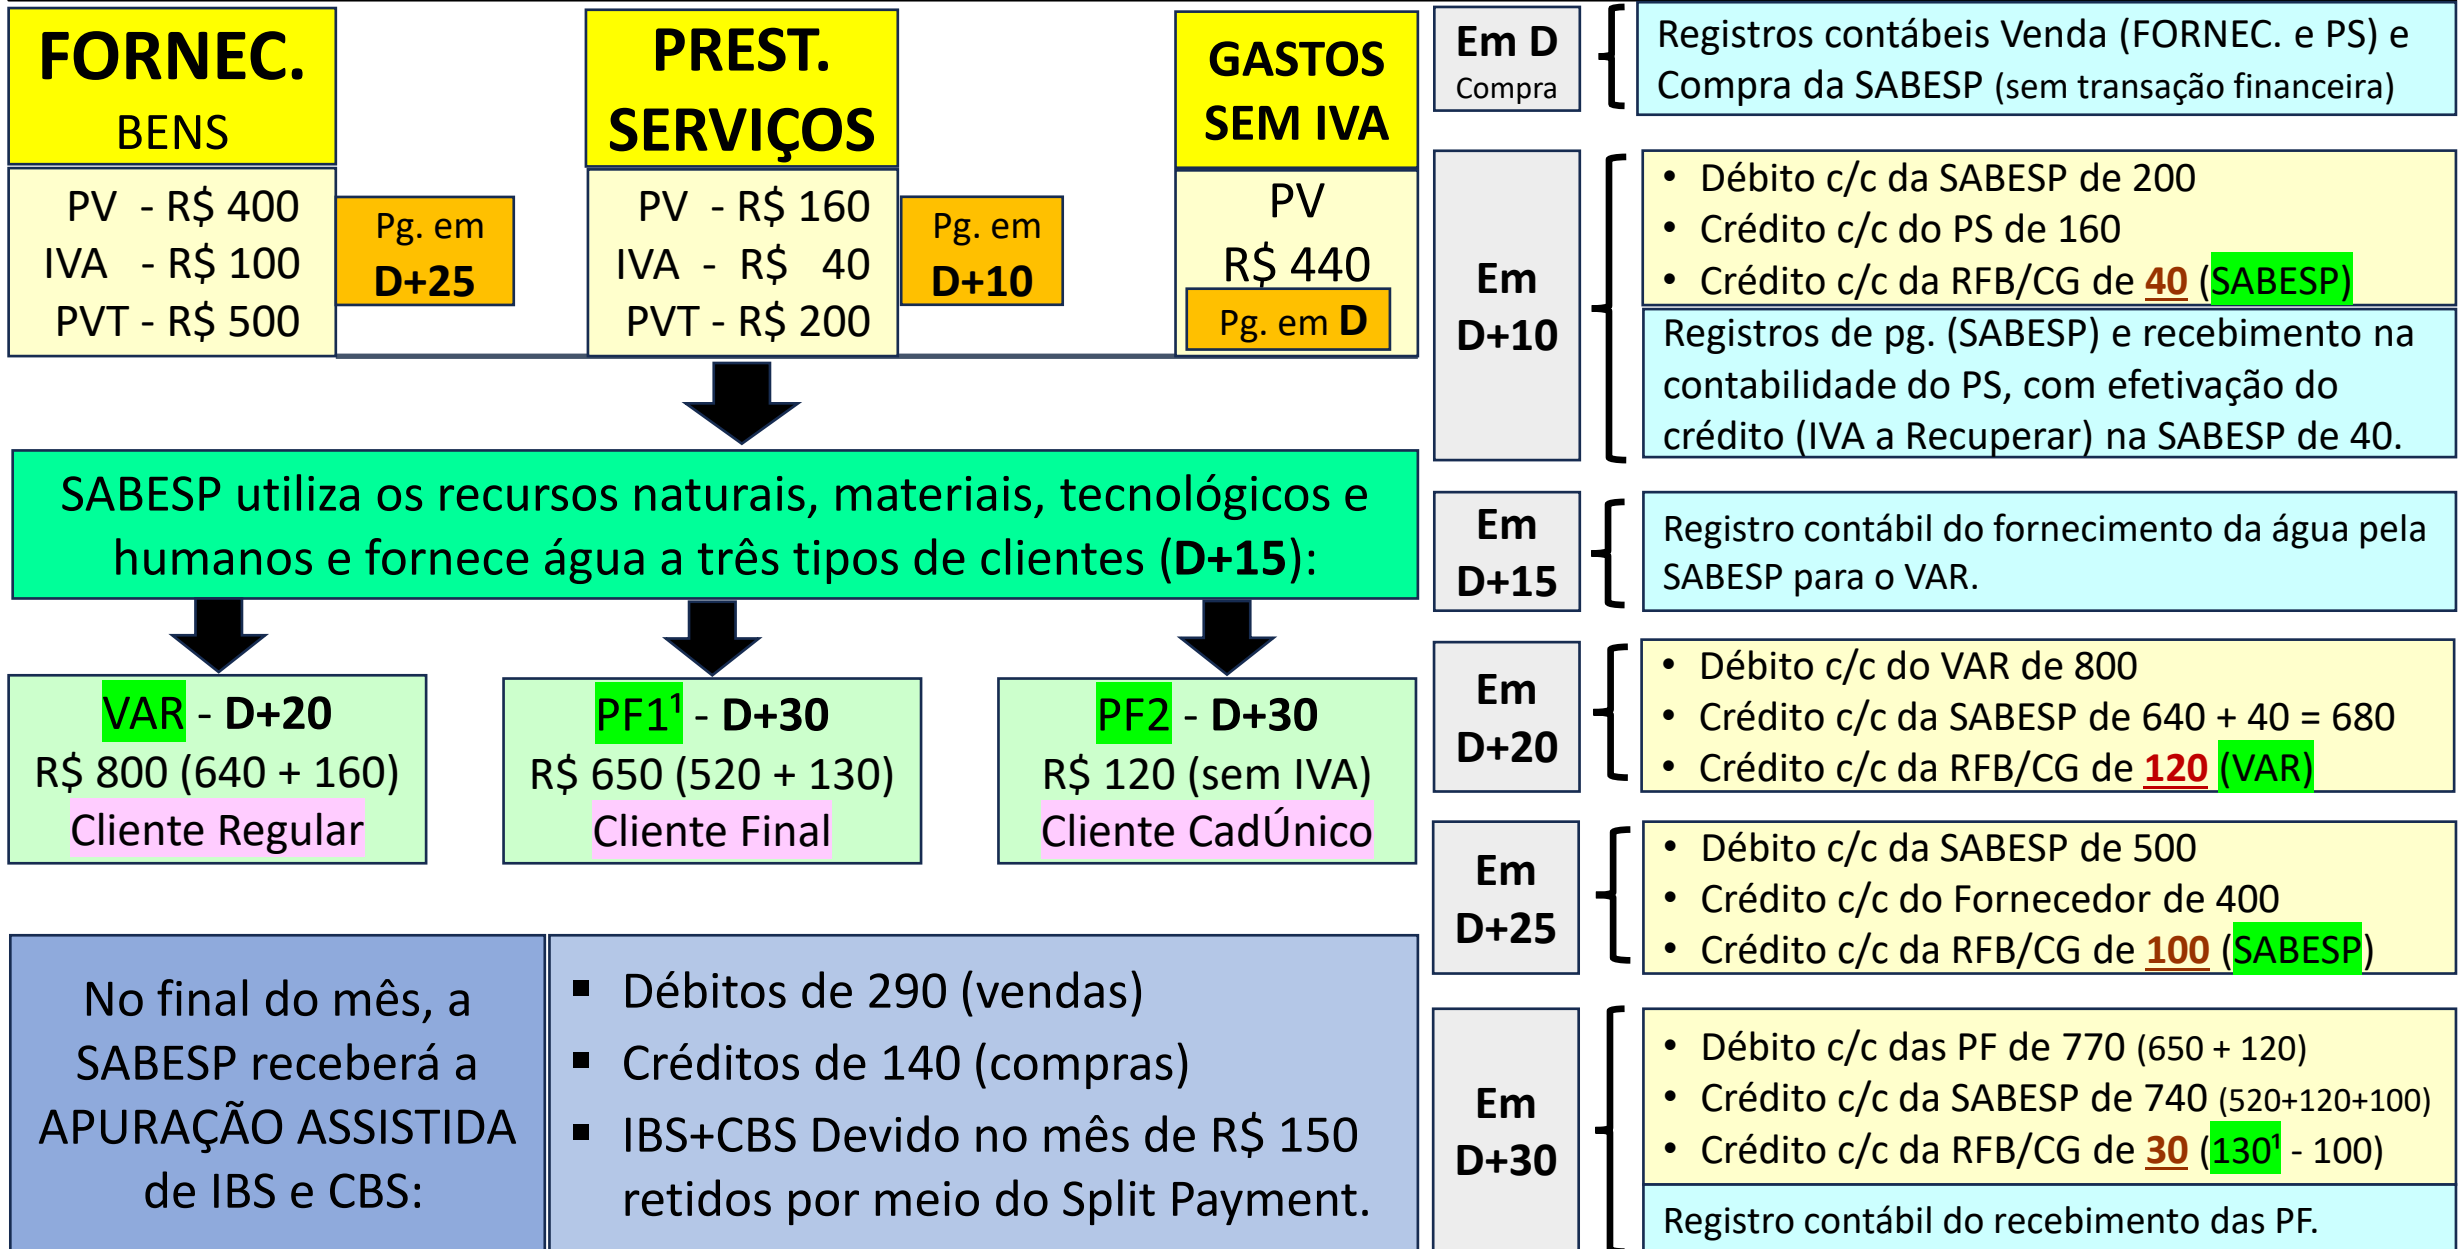 FORNEC.
BENS
PV - R$ 400
IVA - R$ 100
PVT - R$ 500
Pg. em
D+25
PREST.
SERVIÇOS
PV - R$ 160
IVA - R$ 40
PVT - R$ 200
Pg. em
D+10
GASTOS
SEM IVA
PV
R$ 440
Pg. em D
SABESP utiliza os recursos naturais, materiais, tecnológicos e
humanos e fornece água a três tipos de clientes (D+15):
VAR - D+20
R$ 800 (640 + 160)
Cliente Regular
PF1¹ - D+30
R$ 650 (520 + 130)
Cliente Final
PF2 - D+30
R$ 120 (sem IVA)
Cliente CadÚnico
No final do mês, a
SABESP receberá a
APURAÇÃO ASSISTIDA
de IBS e CBS:
▪ Débitos de 290 (vendas)
▪ Créditos de 140 (compras)
▪ IBS+CBS Devido no mês de R$ 150
retidos por meio do Split Payment.
Em D
Compra
Registros contábeis Venda (FORNEC. e PS) e
Compra da SABESP (sem transação financeira)
Em
D+10
• Débito c/c da SABESP de 200
• Crédito c/c do PS de 160
• Crédito c/c da RFB/CG de 40 (SABESP)
Registros de pg. (SABESP) e recebimento na
contabilidade do PS, com efetivação do
crédito (IVA a Recuperar) na SABESP de 40.
Em
D+15
Registro contábil do fornecimento da água pela
SABESP para o VAR.
Em
D+20
• Débito c/c do VAR de 800
• Crédito c/c da SABESP de 640 + 40 = 680
• Crédito c/c da RFB/CG de 120 (VAR)
Em
D+25
• Débito c/c da SABESP de 500
• Crédito c/c do Fornecedor de 400
• Crédito c/c da RFB/CG de 100 (SABESP)
Em
D+30
• Débito c/c das PF de 770 (650 + 120)
• Crédito c/c da SABESP de 740 (520+120+100)
• Crédito c/c da RFB/CG de 30 (130¹ - 100)
Registro contábil do recebimento das PF.